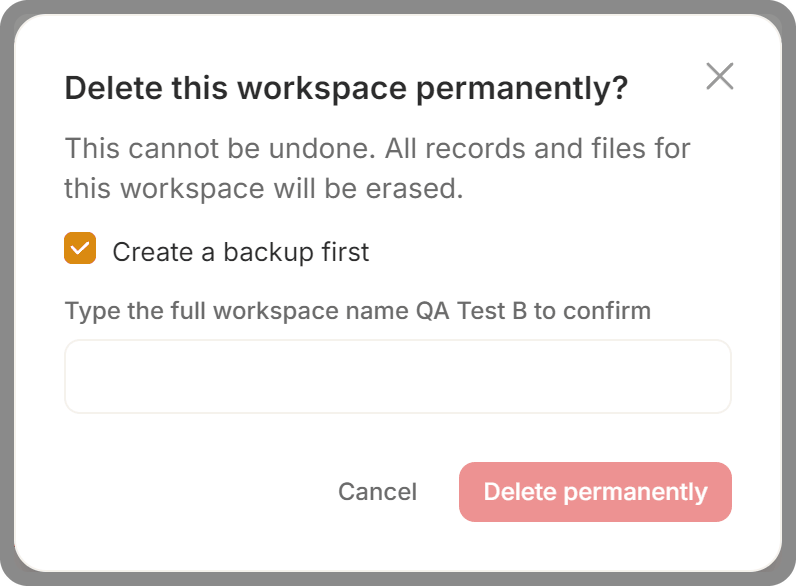 Delete this workspace permanently?
This cannot be undone. All records and files for
this workspace will be erased.
Create a backup first
Type the full workspace name QA Test B to confirm
Cancel
Delete permanently